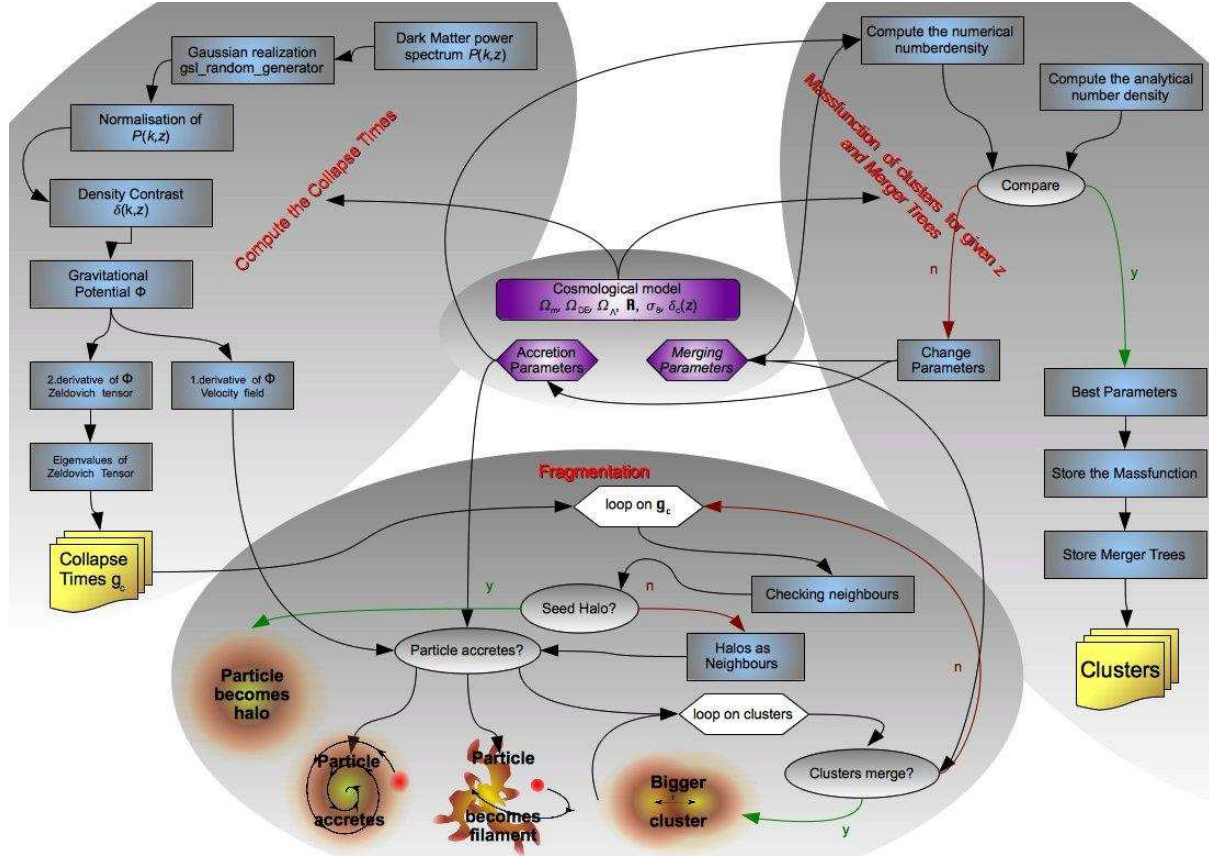 Dark Matter power
spectrum P(k,z)
Gaussian realization
gsl_random_generator
Normalisation of
P(k,z)
Density Contrast
δ(k,z)
Gravitational
Potential Φ
2.derivative of Φ
Zeldovich tensor
1.derivative of Φ
Velocity field
Eigenvalues of
Zeldovich Tensor
Collapse
Times g_c
Compute the Collapse Times
Cosmological model
Ω_m, Ω_DE, Ω_Λ, R, σ_8, δ_c(z)
Accretion
Parameters
Merging
Parameters
Compute the numerical
numberdensity
Compute the analytical
number density
Massfunction of clusters for given z
and Merger Trees
Compare
n
y
Change
Parameters
Best Parameters
Store the Massfunction
Store Merger Trees
Clusters
Fragmentation
loop on g_c
Checking neighbours
Seed Halo?
y
n
Halos as
Neighbours
Particle accretes?
Particle
becomes
halo
Particle
accretes
Particle
becomes
filament
loop on clusters
Clusters merge?
n
y
Bigger
cluster